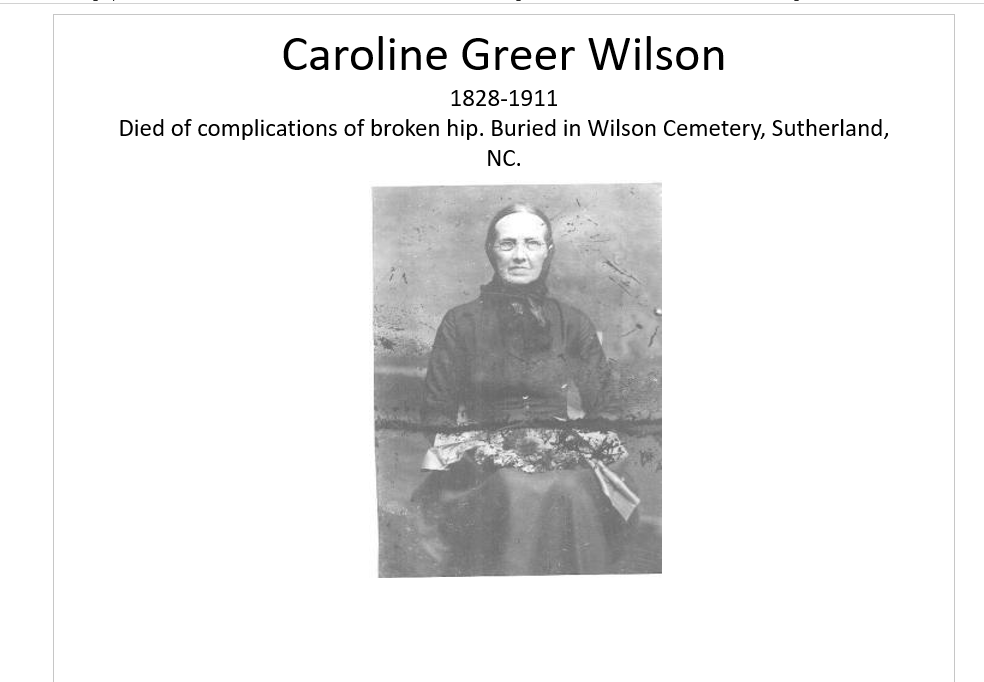 Caroline Greer Wilson
1828-1911
Died of complications of broken hip. Buried in Wilson Cemetery, Sutherland,
NC.